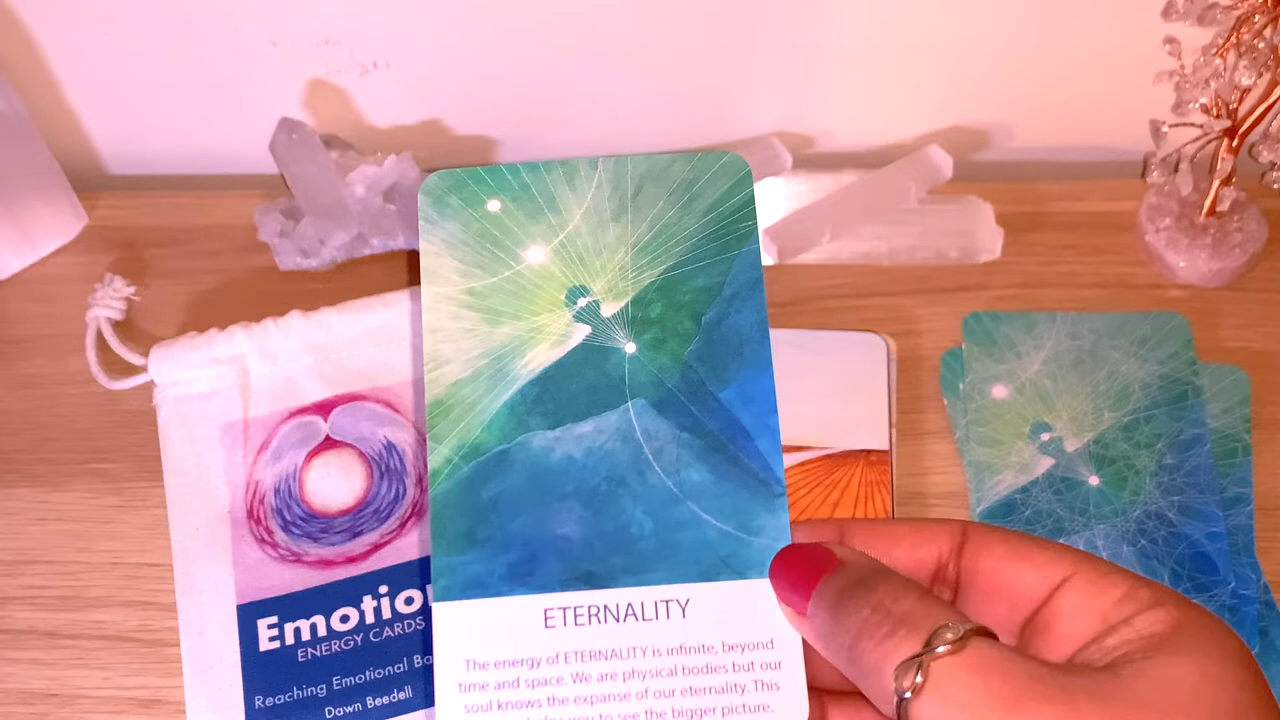 ETERNALITY
The energy of ETERNALITY is infinite, beyond
time and space. We are physical bodies but our
soul knows the expanse of our eternality. This
helps you to see the bigger picture.
Emotio
ENERGY CARDS
Reaching Emotional Ba
Dawn Beedell